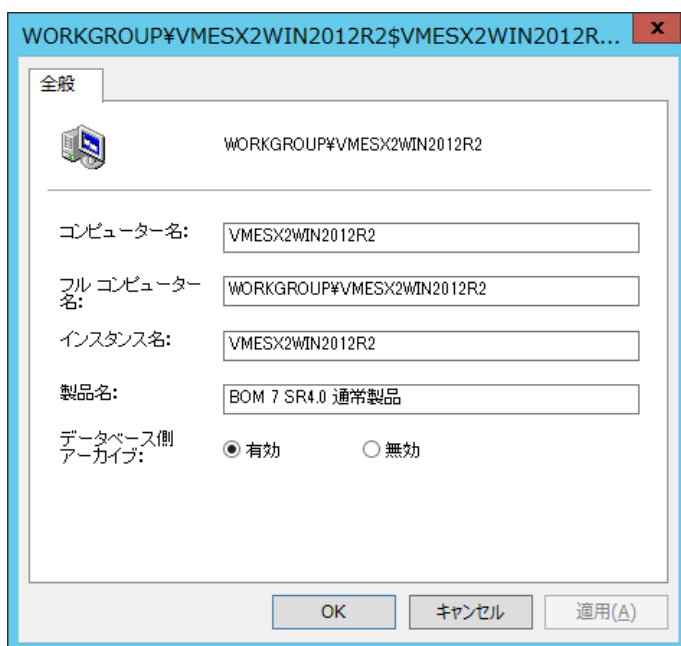 WORKGROUP¥VMESX2WIN2012R2$VMESX2WIN2012R...
x
全般
WORKGROUP¥VMESX2WIN2012R2
コンピューター名:
VMESX2WIN2012R2
フル コンピューター
名:
WORKGROUP¥VMESX2WIN2012R2
インスタンス名:
VMESX2WIN2012R2
製品名:
BOM 7 SR4.0 通常製品
データベース側
アーカイブ:
有効
無効
OK
キャンセル
適用(A)